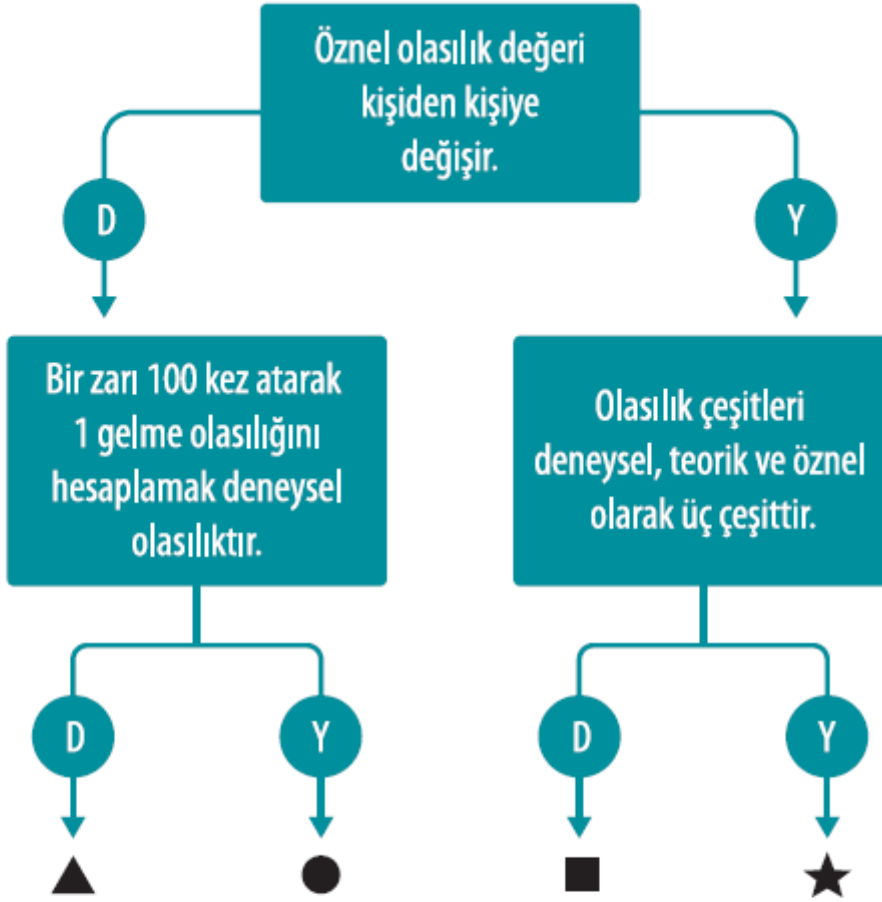 Öznel olasılık değeri
kişiden kişiye
değişir.
D
Y
Bir zarı 100 kez atarak
1 gelme olasılığını
hesaplamak deneysel
olasılıktır.
Olasılık çeşitleri
deneysel, teorik ve öznel
olarak üç çeşittir.
D
Y
D
Y